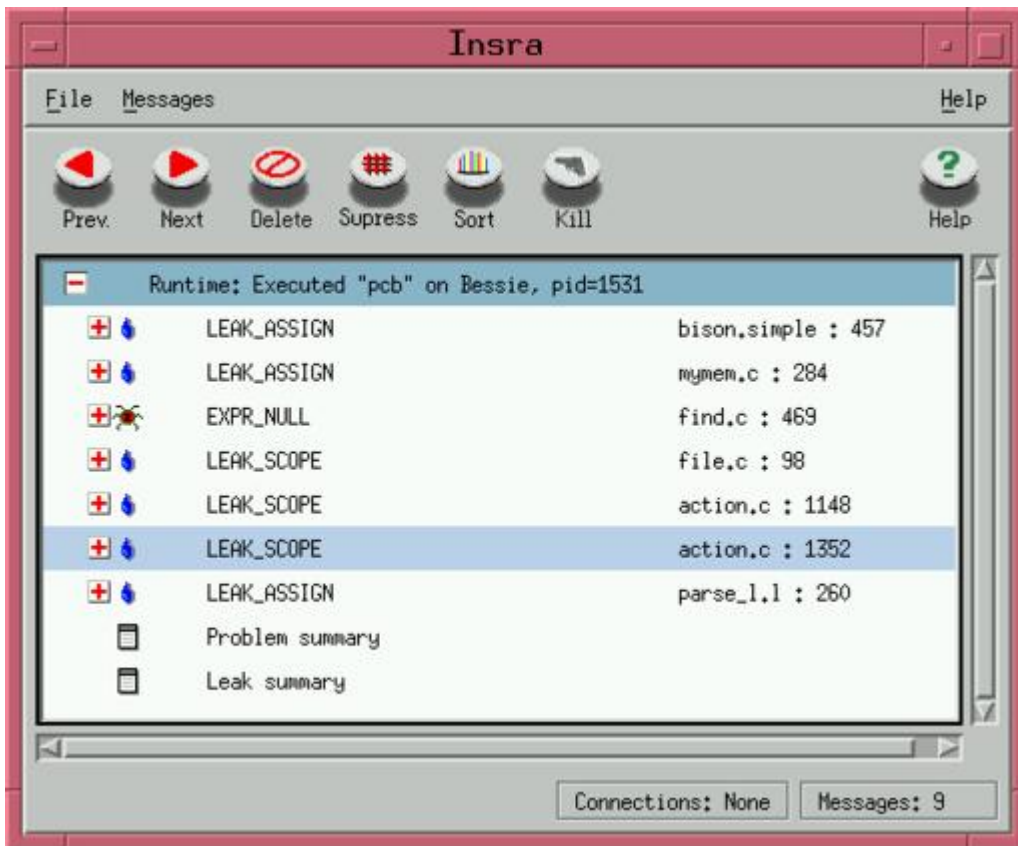 Insra
File Messages Help
Prev. Next Delete Supress Sort Kill Help
Runtime: Executed "pcb" on Bessie, pid=1531
LEAK_ASSIGN bison.simple : 457
LEAK_ASSIGN mymem.c : 284
EXPR_NULL find.c : 469
LEAK_SCOPE file.c : 98
LEAK_SCOPE action.c : 1148
LEAK_SCOPE action.c : 1352
LEAK_ASSIGN parse_l.l : 260
Problem summary
Leak summary
Connections: None Messages: 9